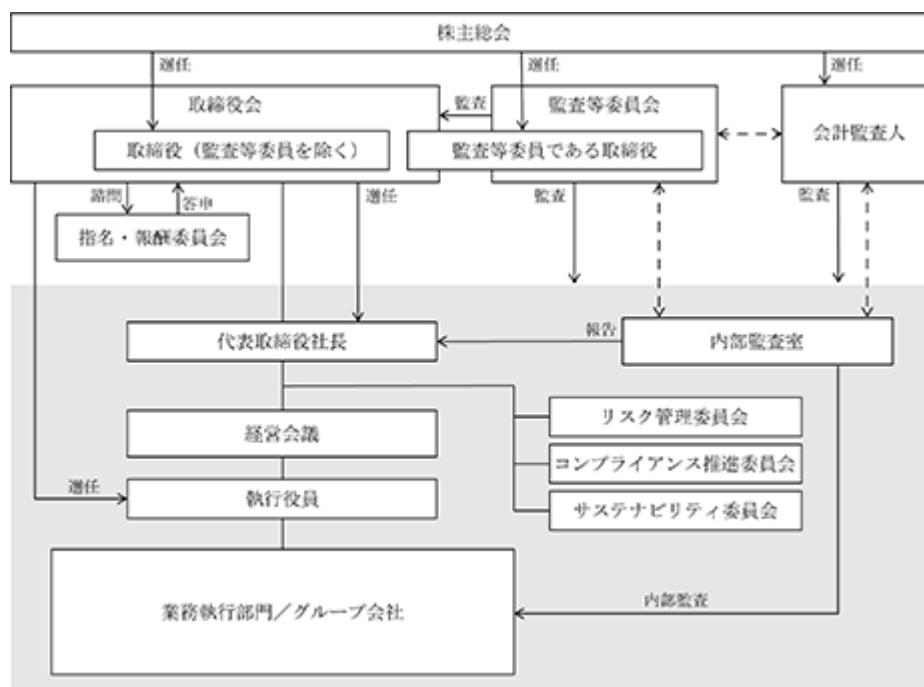 株主総会
選任
選任
選任
取締役会
監査
監査等委員会
会計監査人
取締役（監査等委員を除く）
監査等委員である取締役
諮問
答申
選任
監査
監査
指名・報酬委員会
代表取締役社長
報告
内部監査室
経営会議
リスク管理委員会
コンプライアンス推進委員会
選任
執行役員
サステナビリティ委員会
業務執行部門／グループ会社
内部監査